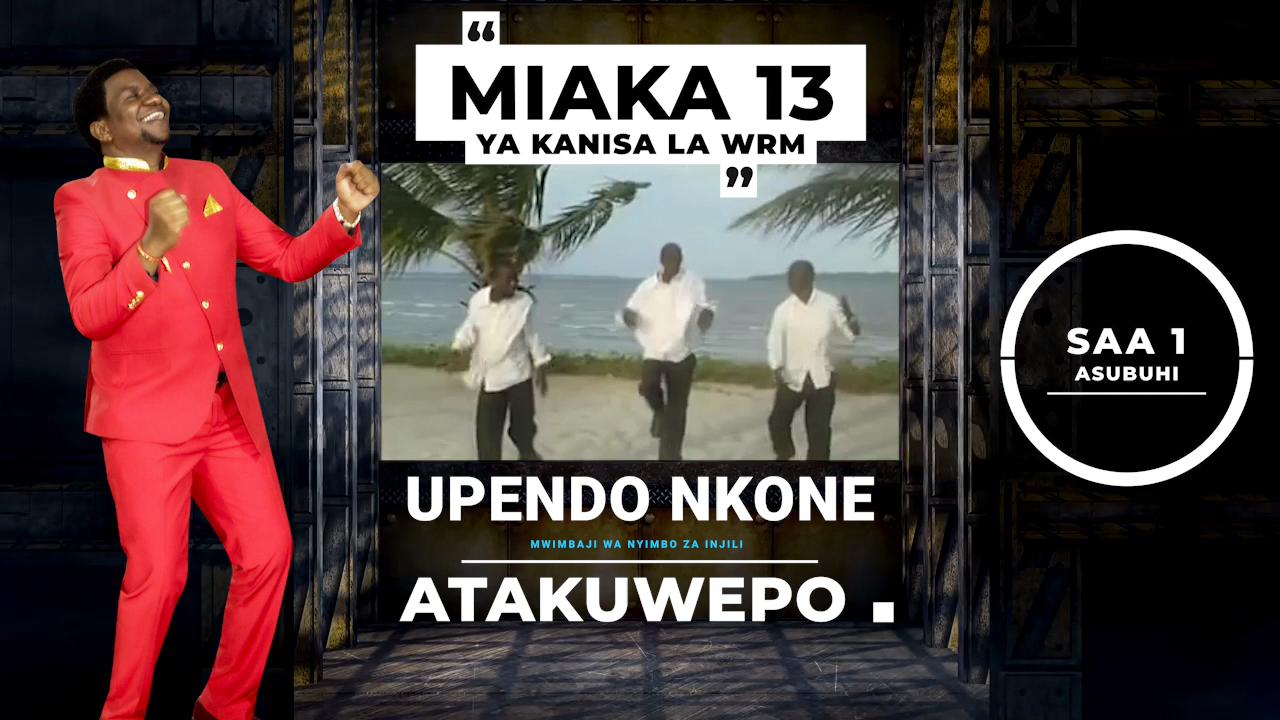 “
MIAKA 13
YA KANISA LA WRM
”
SAA 1
ASUBUHI
UPENDO NKONE
MWIMBAJI WA NYIMBO ZA INJILI
ATAKUWEPO